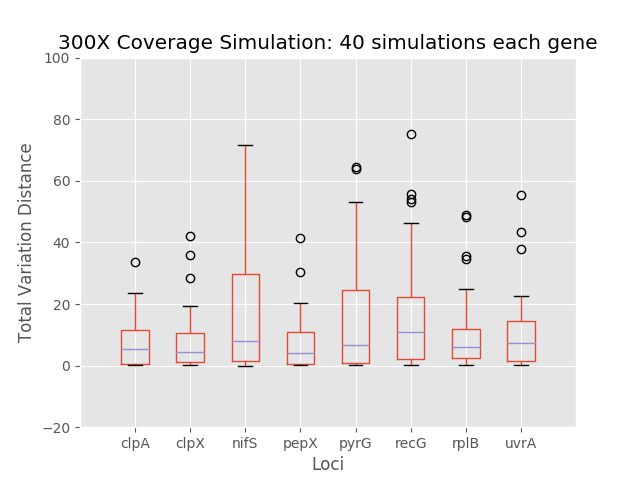 300X Coverage Simulation: 40 simulations each gene
100
80
60
40
20
0
−20
Total Variation Distance
clpA clpX nifS pepX pyrG recG rplB uvrA
Loci